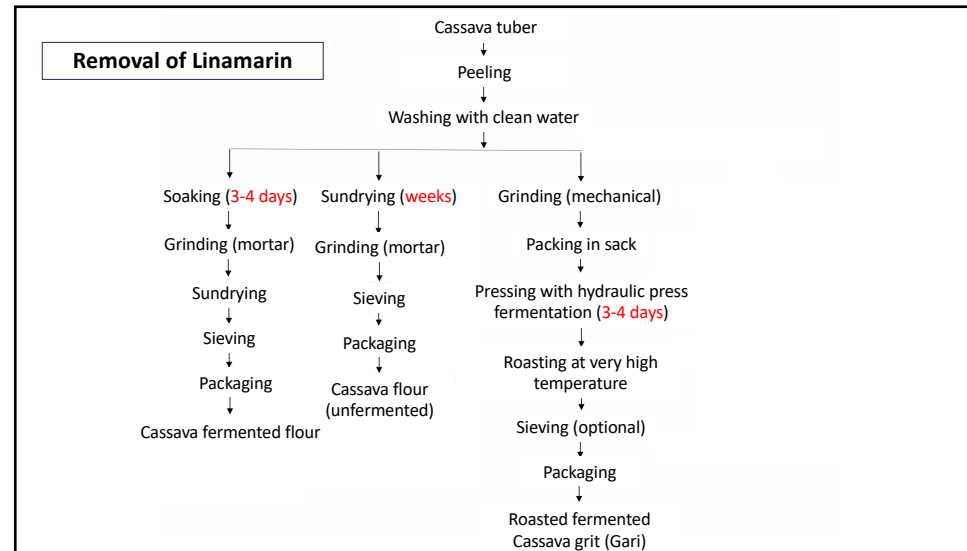 Removal of Linamarin
Cassava tuber
Peeling
Washing with clean water
Soaking (3-4 days)
Grinding (mortar)
Sundrying
Sieving
Packaging
Cassava fermented flour
Sundrying (weeks)
Grinding (mortar)
Sieving
Packaging
Cassava flour
(unfermented)
Grinding (mechanical)
Packing in sack
Pressing with hydraulic press
fermentation (3-4 days)
Roasting at very high
temperature
Sieving (optional)
Packaging
Roasted fermented
Cassava grit (Gari)